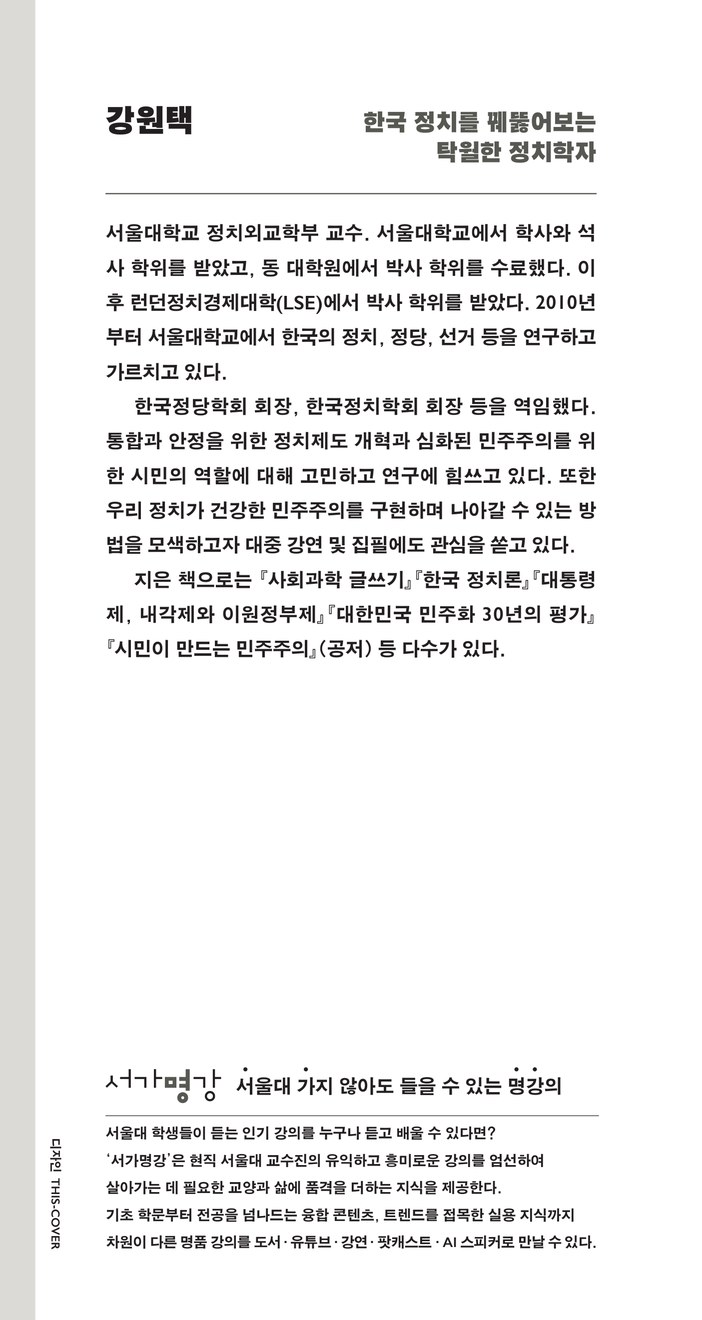 강원택
한국 정치를 꿰뚫어보는
탁월한 정치학자
서울대학교 정치외교학부 교수. 서울대학교에서 학사와 석
사 학위를 받았고, 동 대학원에서 박사 학위를 수료했다. 이
후 런던정치경제대학(LSE)에서 박사 학위를 받았다. 2010년
부터 서울대학교에서 한국의 정치, 정당, 선거 등을 연구하고
가르치고 있다.
한국정당학회 회장, 한국정치학회 회장 등을 역임했다.
통합과 안정을 위한 정치제도 개혁과 심화된 민주주의를 위
한 시민의 역할에 대해 고민하고 연구에 힘쓰고 있다. 또한
우리 정치가 건강한 민주주의를 구현하며 나아갈 수 있는 방
법을 모색하고자 대중 강연 및 집필에도 관심을 쏟고 있다.
지은 책으로는 『사회과학 글쓰기』『한국 정치론』『대통령
제, 내각제와 이원정부제』『대한민국 민주화 30년의 평가』
『시민이 만드는 민주주의』(공저) 등 다수가 있다.
서가명강 서울대 가지 않아도 들을 수 있는 명강의
서울대 학생들이 듣는 인기 강의를 누구나 듣고 배울 수 있다면?
‘서가명강’은 현직 서울대 교수진의 유익하고 흥미로운 강의를 엄선하여
살아가는 데 필요한 교양과 삶에 품격을 더하는 지식을 제공한다.
기초 학문부터 전공을 넘나드는 융합 콘텐츠, 트렌드를 접목한 실용 지식까지
차원이 다른 명품 강의를 도서·유튜브·강연·팟캐스트·AI 스피커로 만날 수 있다.
디자인 THIS-COVER